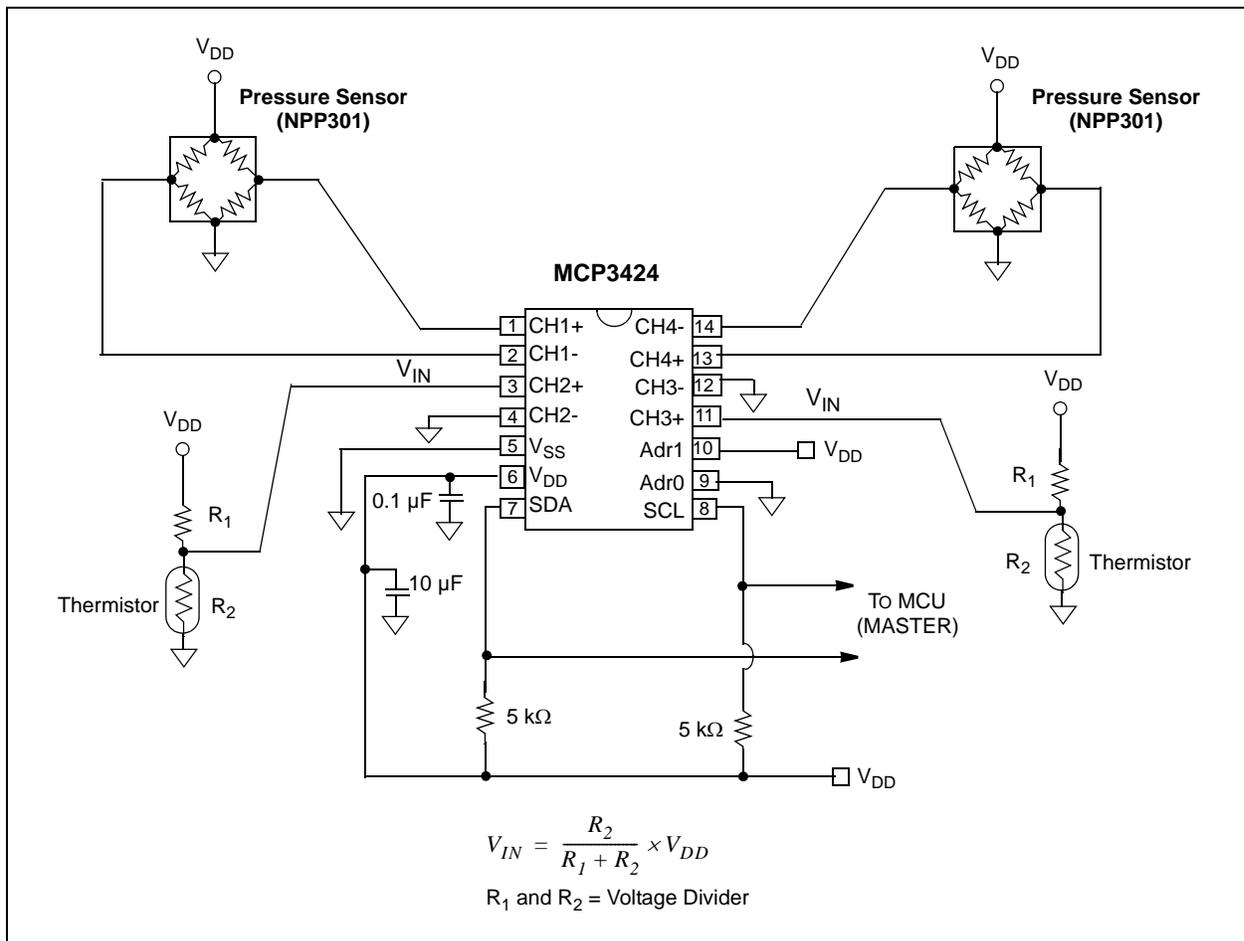 VDD
Pressure Sensor
(NPP301)
VDD
Pressure Sensor
(NPP301)
MCP3424
1 CH1+
2 CH1-
3 CH2+
4 CH2-
5 VSS
6 VDD
7 SDA
CH4- 14
CH4+ 13
CH3- 12
CH3+ 11
Adr1 10
Adr0 9
SCL 8
VIN
VIN
VDD
R1
Thermistor
R2
0.1 µF
10 µF
VDD
VDD
R1
R2
Thermistor
TO MCU
(MASTER)
5 kΩ
5 kΩ
VDD
VIN = R2 / (R1 + R2) × VDD
R1 and R2 = Voltage Divider